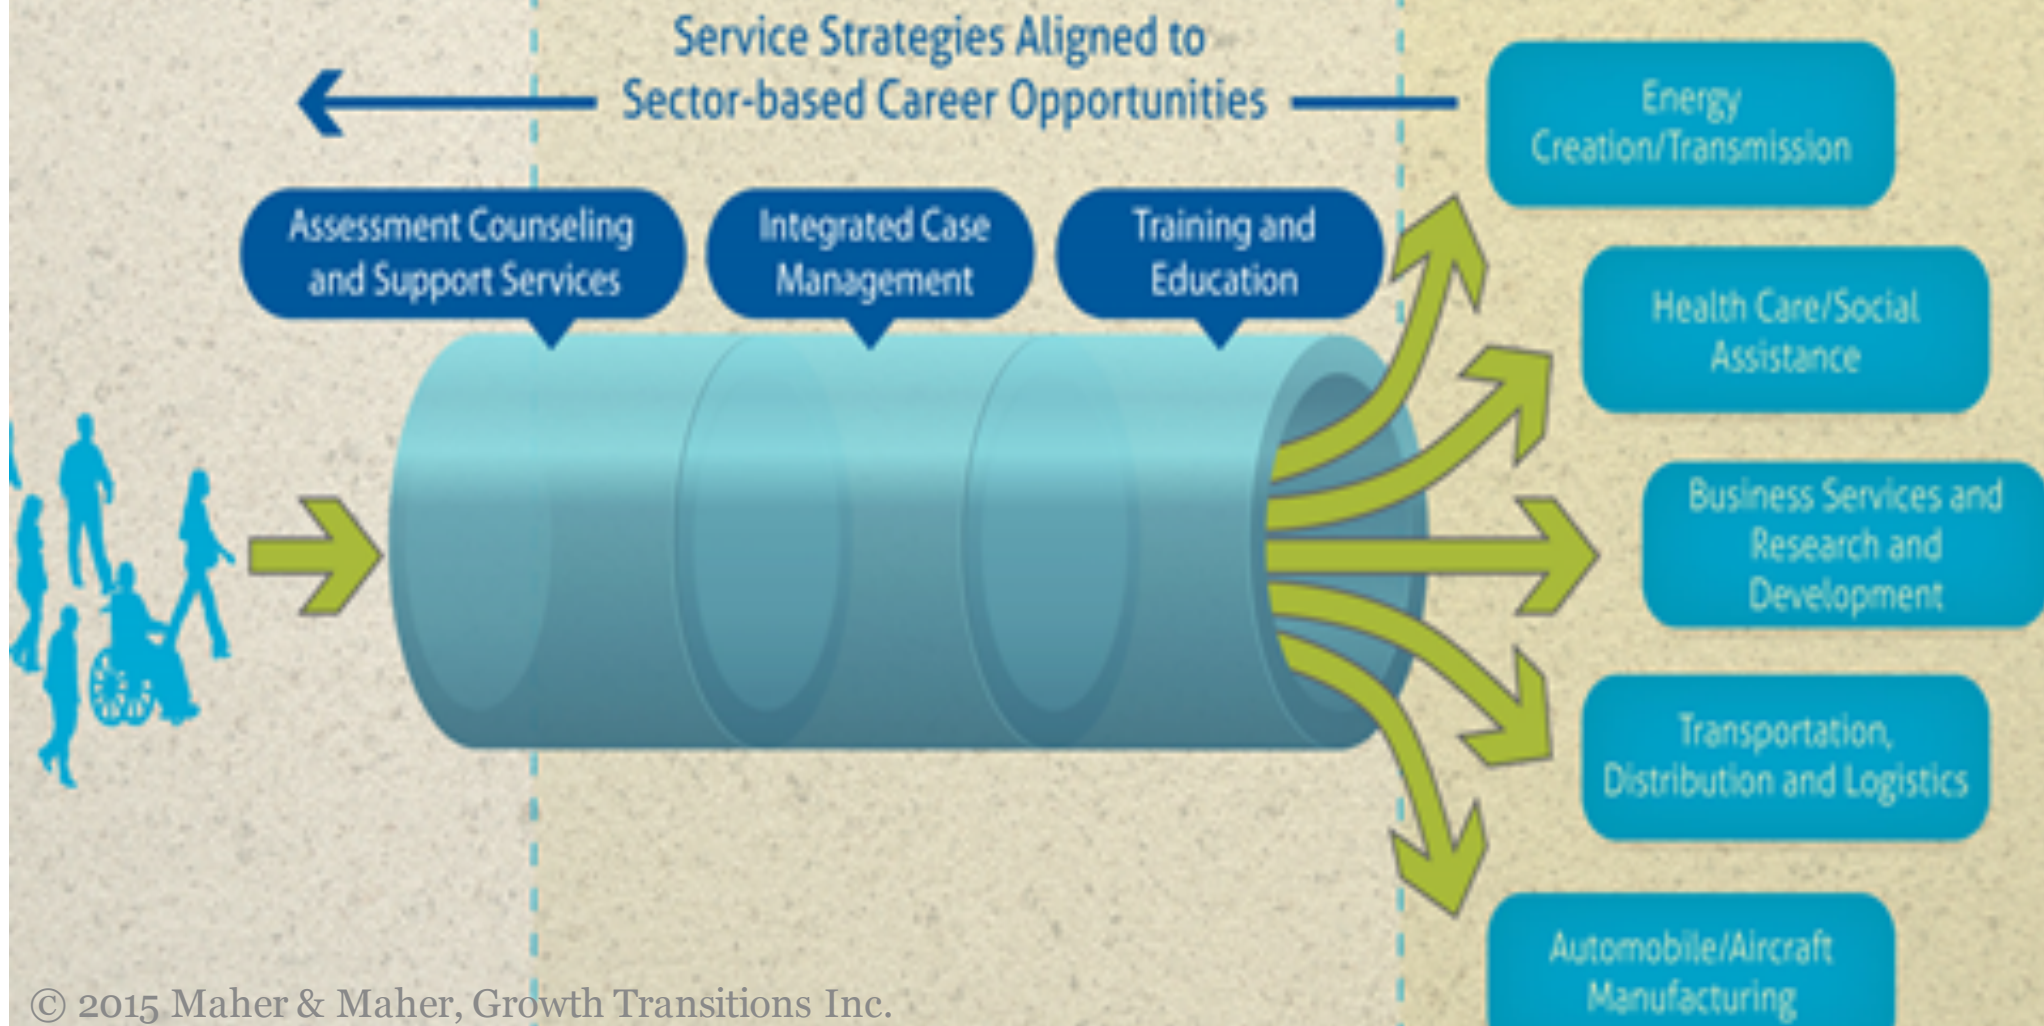 Service Strategies Aligned to
Sector-based Career Opportunities
Assessment Counseling
and Support Services
Integrated Case
Management
Training and
Education
Energy
Creation/Transmission
Health Care/Social
Assistance
Business Services and
Research and
Development
Transportation,
Distribution and Logistics
Automobile/Aircraft
Manufacturing
© 2015 Maher & Maher, Growth Transitions Inc.